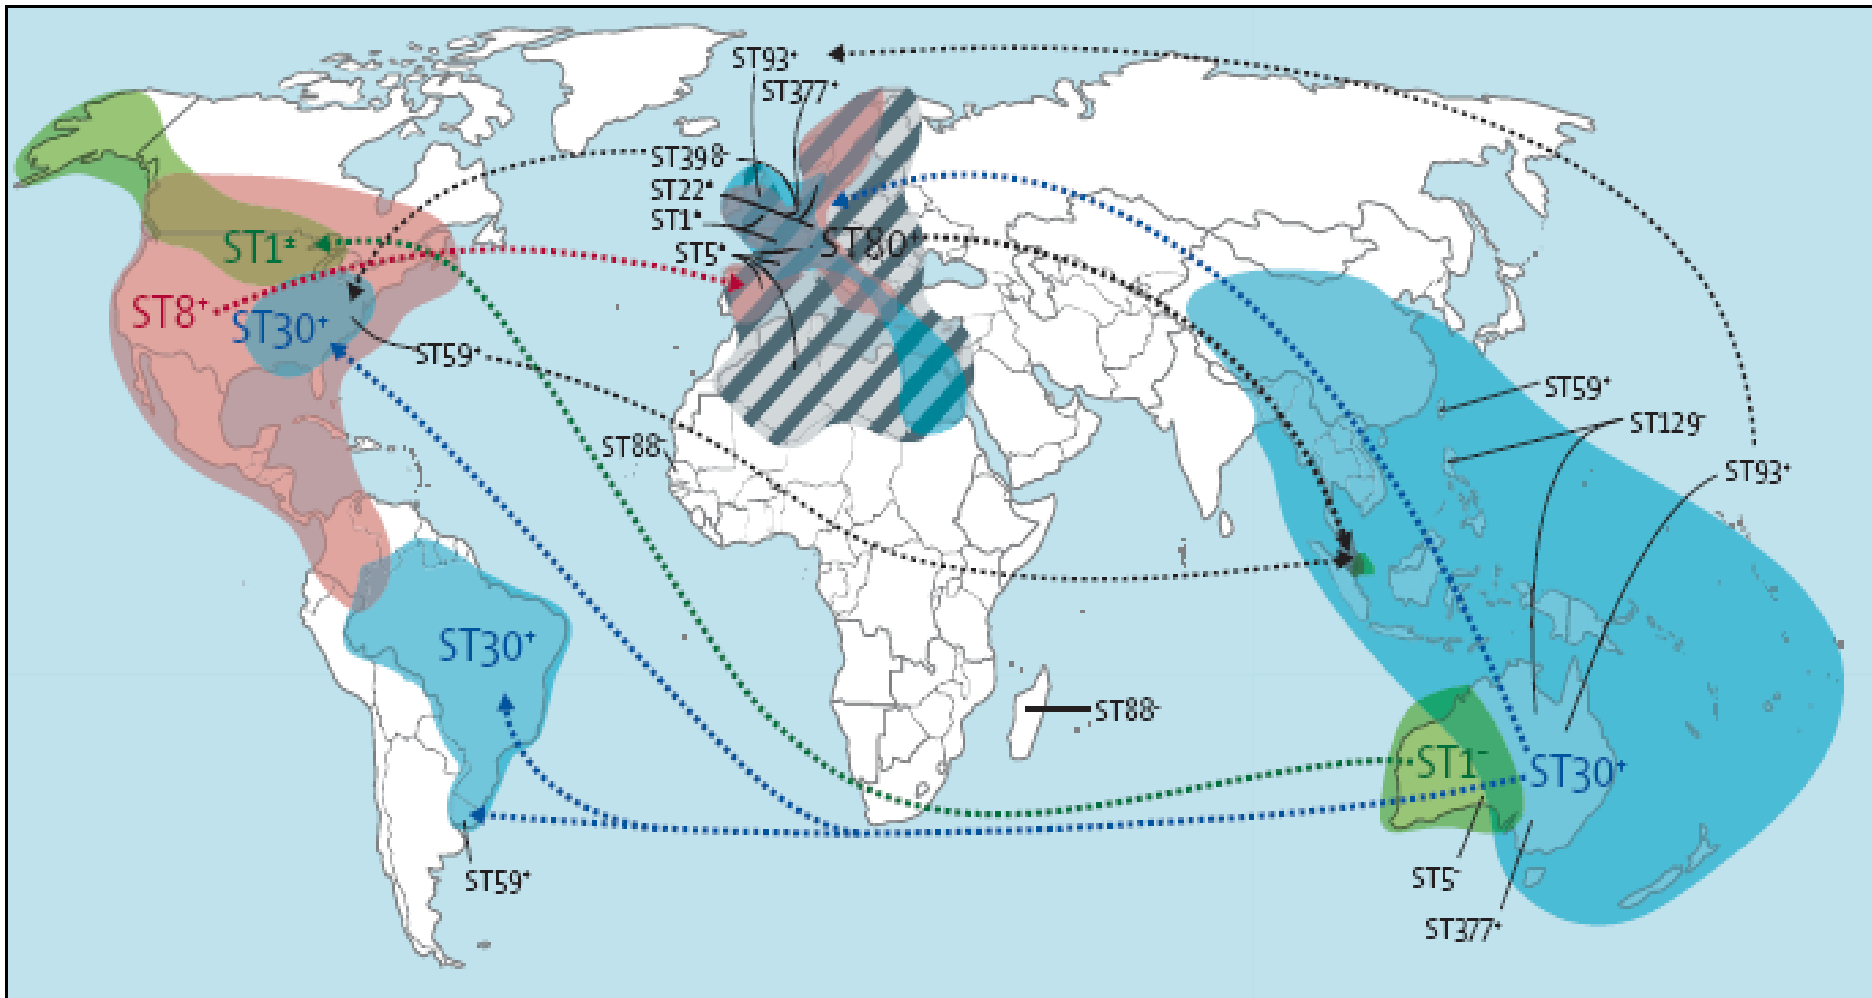 ST93⁺
ST377⁺
ST398⁻
ST22⁺
ST1⁺
ST5⁺
ST80⁺
ST1±
ST8⁺
ST30⁺
ST59⁺
ST88⁻
ST59⁺
ST129⁻
ST93⁺
ST30⁺
ST88⁻
ST1⁻
ST30⁺
ST59⁺
ST5⁻
ST377⁺